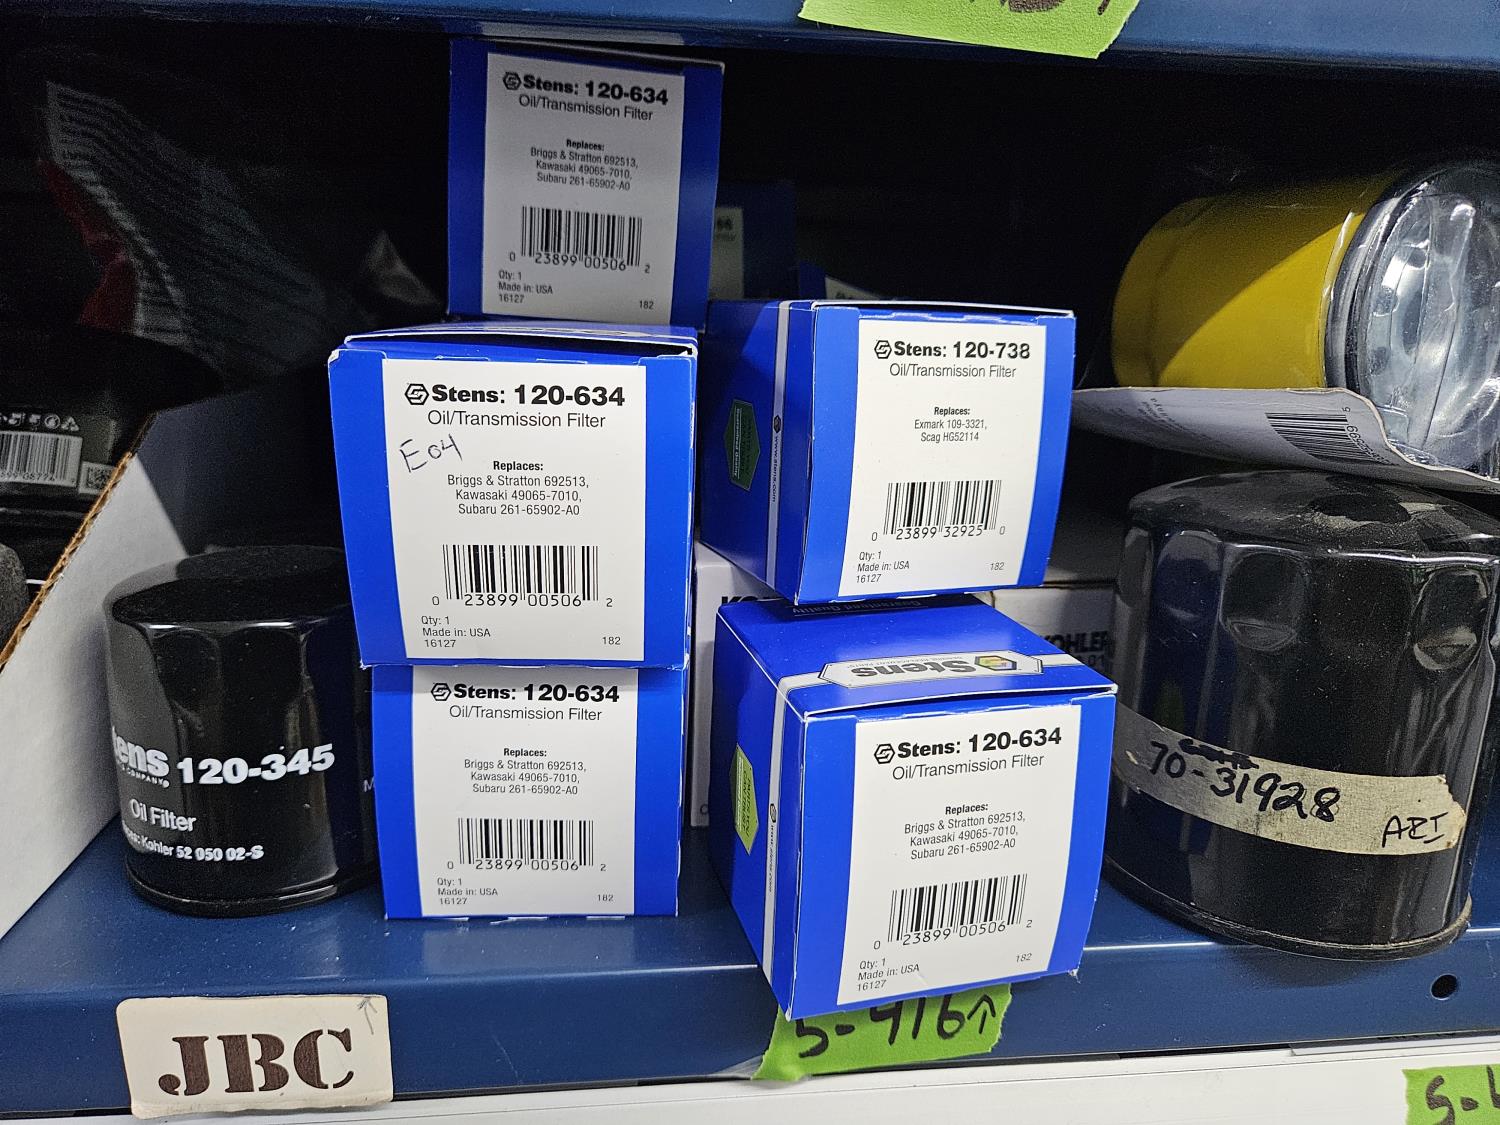 Stens: 120-634
Oil/Transmission Filter
Replaces:
Briggs & Stratton 692513,
Kawasaki 49065-7010,
Subaru 261-65902-A0
0 23899 00506 2
Qty: 1
Made in: USA
16127 182
Stens: 120-634
Oil/Transmission Filter
E04
Replaces:
Briggs & Stratton 692513,
Kawasaki 49065-7010,
Subaru 261-65902-A0
0 23899 00506 2
Qty: 1
Made in: USA
16127 182
Stens: 120-738
Oil/Transmission Filter
Replaces:
Exmark 109-3321,
Scag HG52114
0 23899 32925 0
Qty: 1
Made in: USA
16127 182
www.stens.com
Stens: 120-634
Oil/Transmission Filter
Replaces:
Briggs & Stratton 692513,
Kawasaki 49065-7010,
Subaru 261-65902-A0
0 23899 00506 2
Qty: 1
Made in: USA
16127 182
Guaranteed Quality
Stens
Stens: 120-634
Oil/Transmission Filter
Replaces:
Briggs & Stratton 692513,
Kawasaki 49065-7010,
Subaru 261-65902-A0
0 23899 00506 2
Qty: 1
Made in: USA
16127 182
tens 120-345
COMPANY
Oil Filter
Kohler 52 050 02-S
KOHLER
70-31928
AZI
JBC
S-416